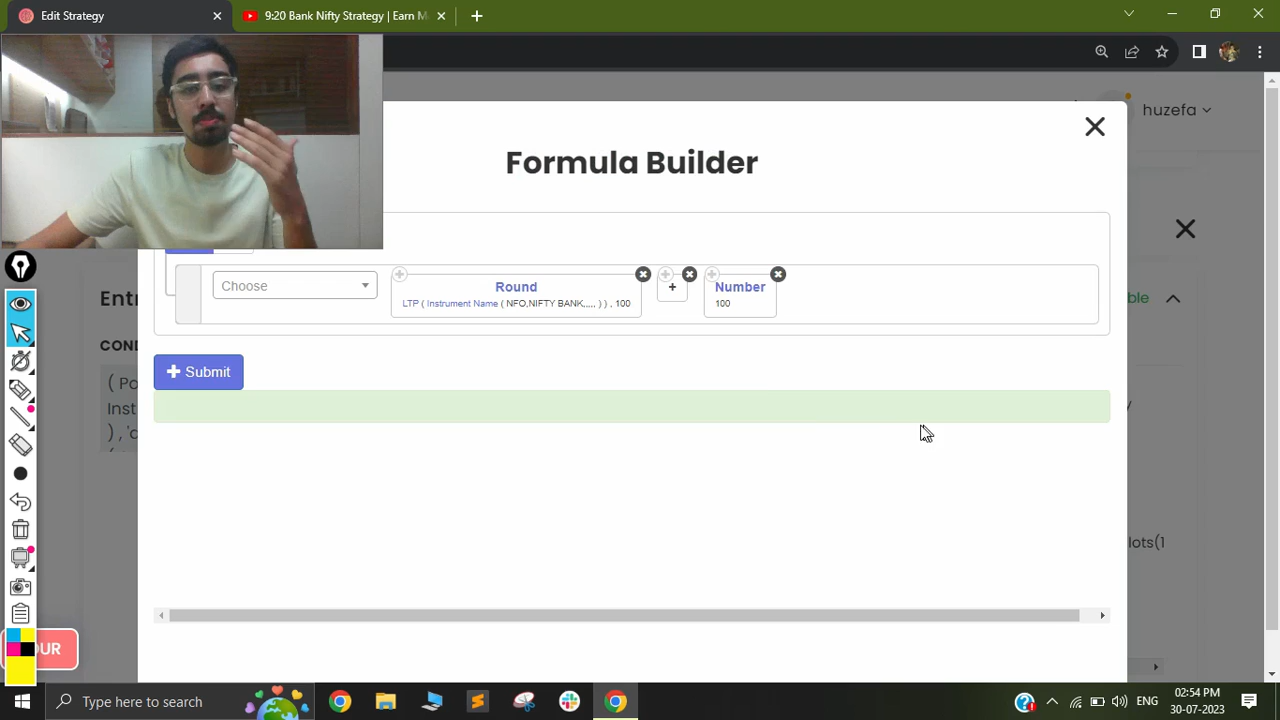 Edit Strategy
9:20 Bank Nifty Strategy | Earn M
huzefa
Formula Builder
Choose
Round
LTP ( Instrument Name ( NFO,NIFTY BANK,,,,, ) ) , 100
+
Number
100
Submit
Entr
ble
COND
( Po
Inst
) , 'a
lots(1
OUR
Type here to search
ENG
02:54 PM
30-07-2023